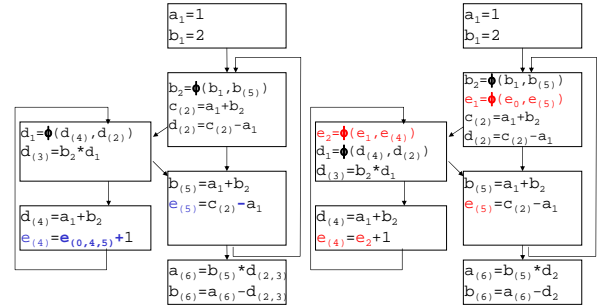 a₁=1
b₁=2
b₂=ϕ(b₁,b₍₅₎)
c₍₂₎=a₁+b₂
d₍₂₎=c₍₂₎-a₁
d₁=ϕ(d₍₄₎,d₍₂₎)
d₍₃₎=b₂*d₁
b₍₅₎=a₁+b₂
e₍₅₎=c₍₂₎-a₁
d₍₄₎=a₁+b₂
e₍₄₎=e₍₀,₄,₅₎+1
a₍₆₎=b₍₅₎*d₍₂,₃₎
b₍₆₎=a₍₆₎-d₍₂,₃₎
a₁=1
b₁=2
b₂=ϕ(b₁,b₍₅₎)
e₁=ϕ(e₀,e₍₅₎)
c₍₂₎=a₁+b₂
d₍₂₎=c₍₂₎-a₁
e₂=ϕ(e₁,e₍₄₎)
d₁=ϕ(d₍₄₎,d₍₂₎)
d₍₃₎=b₂*d₁
b₍₅₎=a₁+b₂
e₍₅₎=c₍₂₎-a₁
d₍₄₎=a₁+b₂
e₍₄₎=e₂+1
a₍₆₎=b₍₅₎*d₂
b₍₆₎=a₍₆₎-d₂